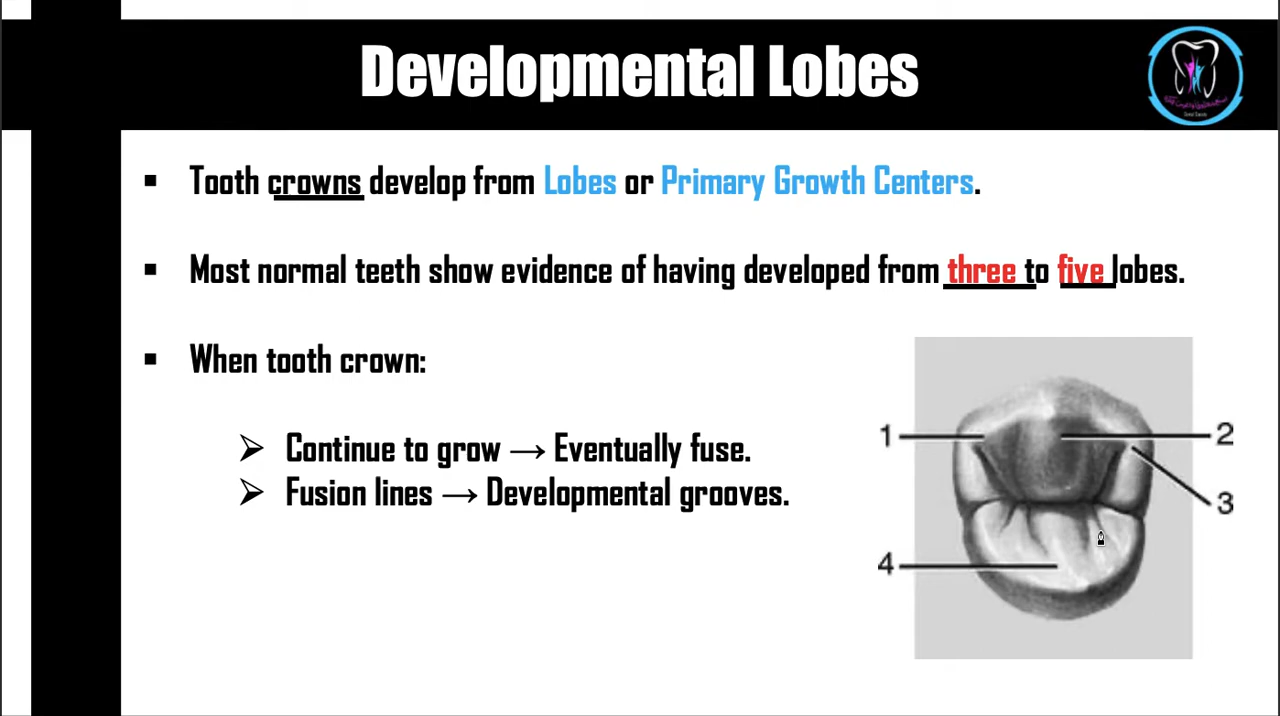 Developmental Lobes
▪ Tooth crowns develop from Lobes or Primary Growth Centers.
▪ Most normal teeth show evidence of having developed from three to five lobes.
▪ When tooth crown:
➢ Continue to grow → Eventually fuse.
➢ Fusion lines → Developmental grooves.
1
2
3
4